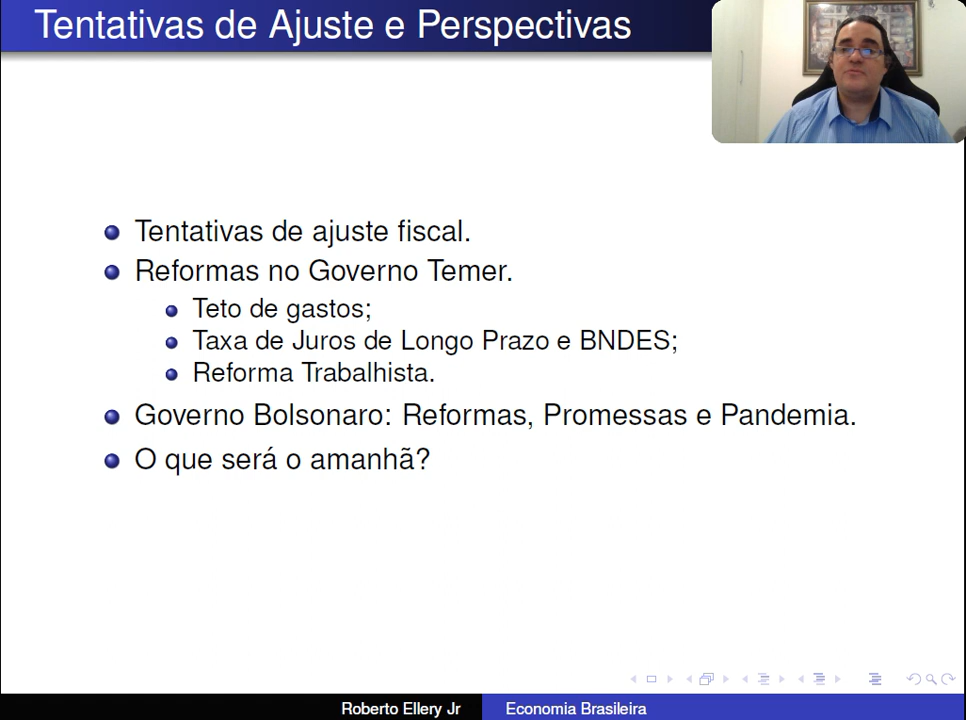 Tentativas de Ajuste e Perspectivas
Tentativas de ajuste fiscal.
Reformas no Governo Temer.
Teto de gastos;
Taxa de Juros de Longo Prazo e BNDES;
Reforma Trabalhista.
Governo Bolsonaro: Reformas, Promessas e Pandemia.
O que será o amanhã?
Roberto Ellery Jr
Economia Brasileira